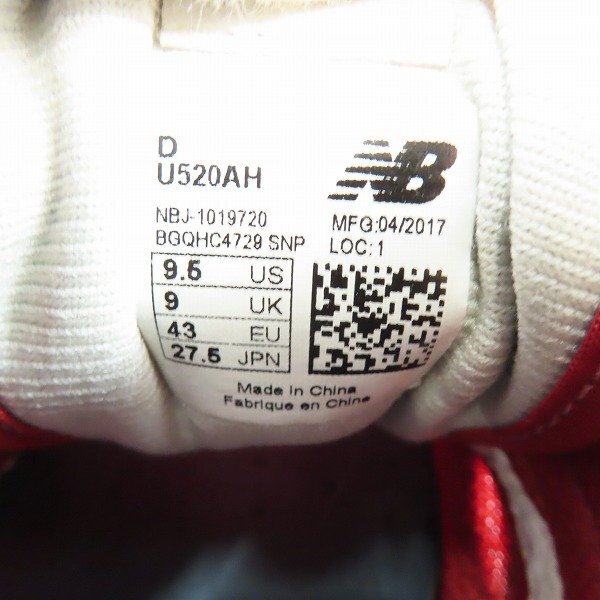 D
U520AH
NB
NBJ-1019720
BGQHC4729 SNP
MFG:04/2017
LOC:1
9.5 US
9 UK
43 EU
27.5 JPN
Made in China
Fabrique en Chine